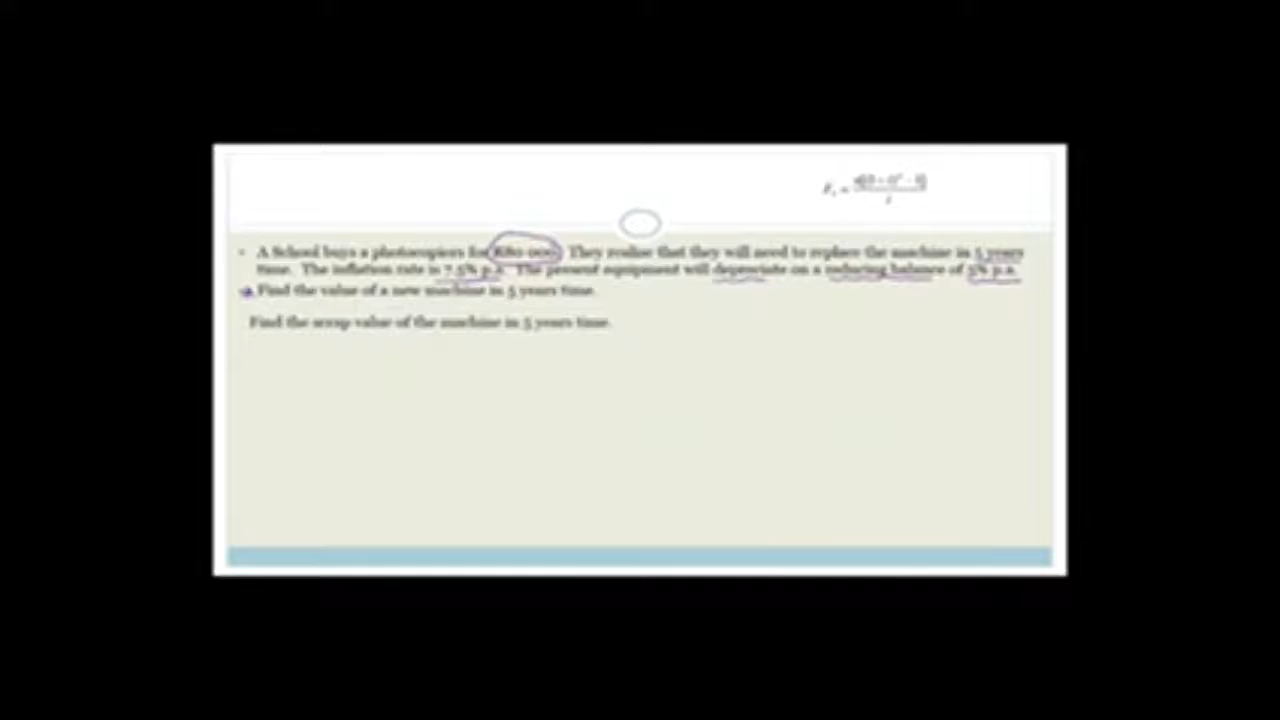 A School buys a photocopiers for R80 000. They realise that they will need to replace the machine in 5 years
time. The inflation rate is 7.5% p.a. The present equipment will depreciate on a reducing balance of 5% p.a.
Find the value of a new machine in 5 years time.
Find the scrap value of the machine in 5 years time.